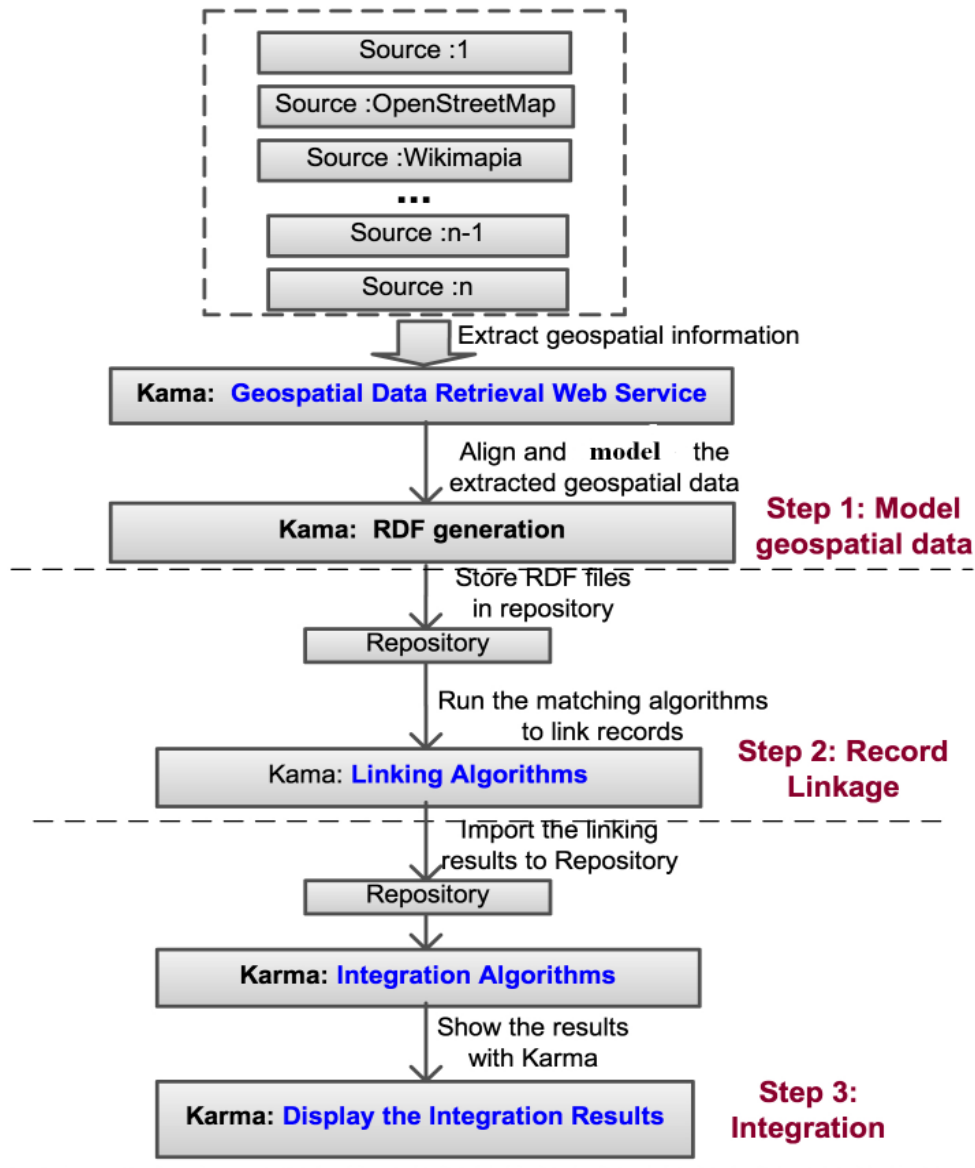 Source :1
Source :OpenStreetMap
Source :Wikimapia
...
Source :n-1
Source :n
Extract geospatial information
Kama: Geospatial Data Retrieval Web Service
Align and model the
extracted geospatial data
Kama: RDF generation
Step 1: Model
geospatial data
Store RDF files
in repository
Repository
Run the matching algorithms
to link records
Kama: Linking Algorithms
Step 2: Record
Linkage
Import the linking
results to Repository
Repository
Karma: Integration Algorithms
Show the results
with Karma
Karma: Display the Integration Results
Step 3:
Integration